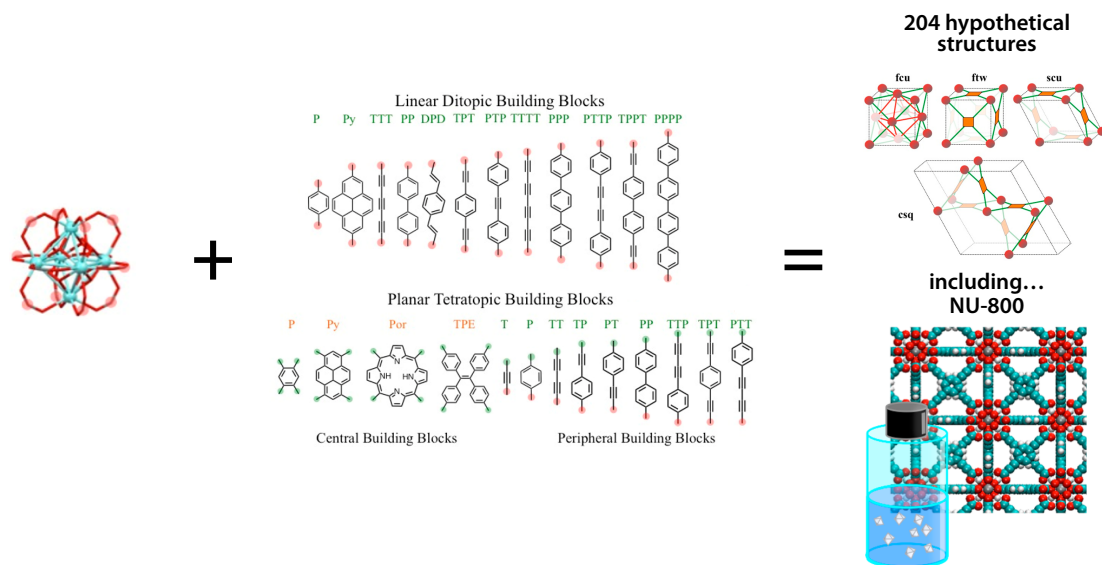 204 hypothetical
structures
fcu ftw scu
Linear Ditopic Building Blocks
P Py TTT PP DPD TPT PTP TTTT PPP PTTP TPPT PPPP
csq
+
=
including...
NU-800
Planar Tetratopic Building Blocks
P Py Por TPE T P TT TP PT PP TTP TPT PTT
N
NH HN
N
Central Building Blocks Peripheral Building Blocks